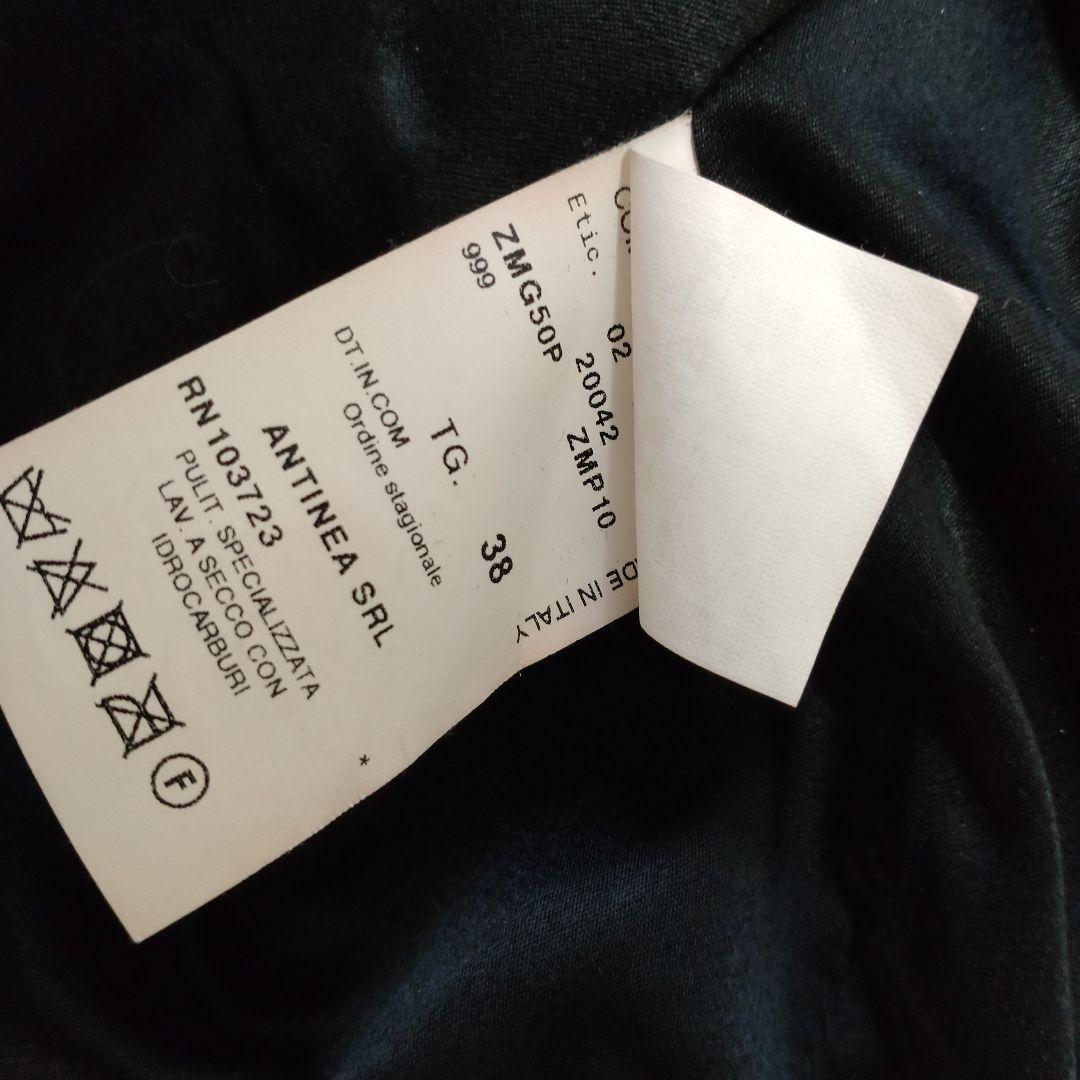 Etic. 02
20042 ZMP10
ZMG50P
999
TG. 38
DT.IN.COM
Ordine stagionale
ANTINEA SRL
RN103723
PULIT. SPECIALIZZATA
LAV. A SECCO CON
IDROCARBURI
F
*
IN ITALY